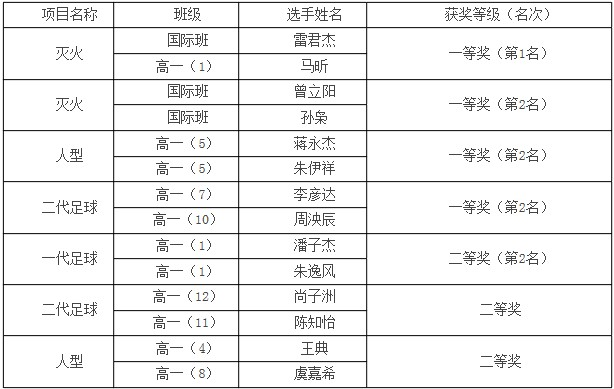 项目名称 班级 选手姓名 获奖等级（名次）
灭火 国际班 雷君杰 一等奖（第1名）
高一（1） 马昕
灭火 国际班 曾立阳 一等奖（第2名）
国际班 孙枭
人型 高一（5） 蒋永杰 一等奖（第2名）
高一（5） 朱伊祥
二代足球 高一（7） 李彦达 一等奖（第2名）
高一（10） 周泱辰
一代足球 高一（1） 潘子杰 二等奖（第2名）
高一（1） 朱逸风
二代足球 高一（12） 尚子洲 二等奖
高一（11） 陈知怡
人型 高一（4） 王典 二等奖
高一（8） 虞嘉希